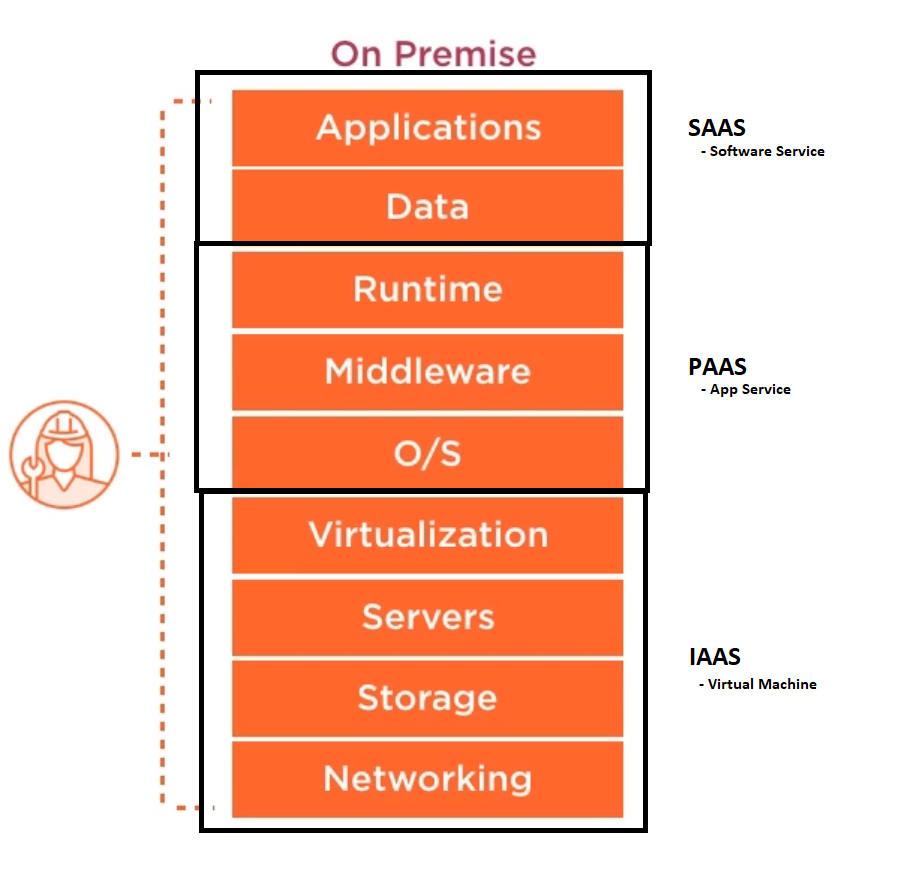 On Premise
Applications
SAAS
- Software Service
Data
Runtime
Middleware
PAAS
- App Service
O/S
Virtualization
Servers
IAAS
- Virtual Machine
Storage
Networking